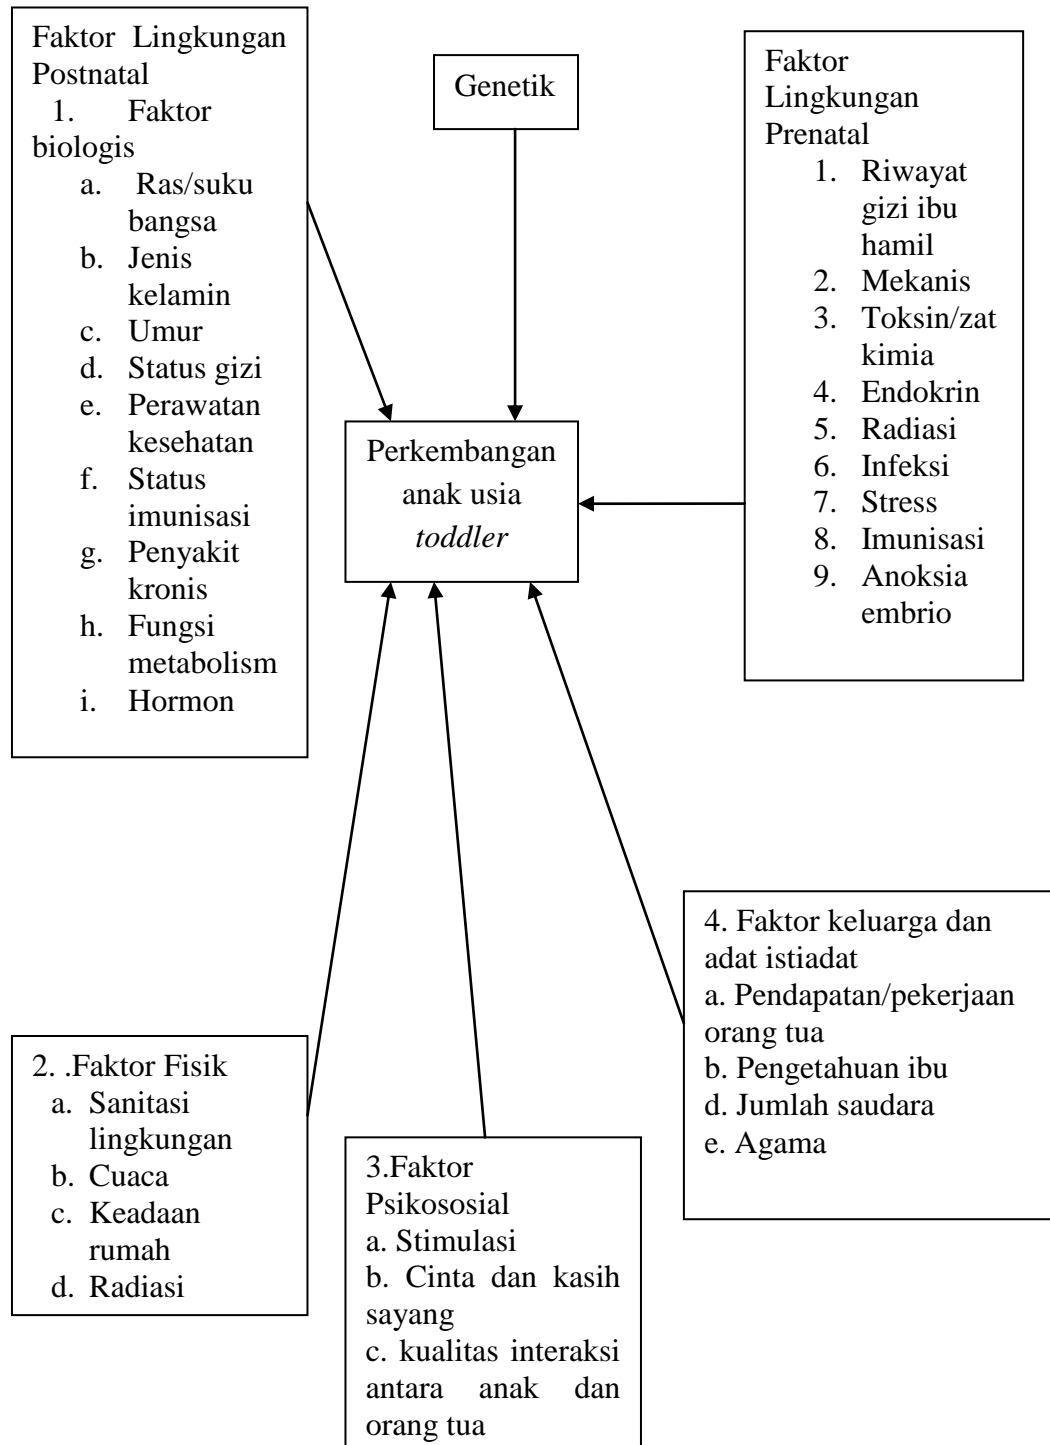 Faktor Lingkungan
Postnatal
1. Faktor
biologis
a. Ras/suku
bangsa
b. Jenis
kelamin
c. Umur
d. Status gizi
e. Perawatan
kesehatan
f. Status
imunisasi
g. Penyakit
kronis
h. Fungsi
metabolism
i. Hormon
Genetik
Faktor
Lingkungan
Prenatal
1. Riwayat
gizi ibu
hamil
2. Mekanis
3. Toksin/zat
kimia
4. Endokrin
5. Radiasi
6. Infeksi
7. Stress
8. Imunisasi
9. Anoksia
embrio
Perkembangan
anak usia
toddler
2. .Faktor Fisik
a. Sanitasi
lingkungan
b. Cuaca
c. Keadaan
rumah
d. Radiasi
3.Faktor
Psikososial
a. Stimulasi
b. Cinta dan kasih
sayang
c. kualitas interaksi
antara anak dan
orang tua
4. Faktor keluarga dan
adat istiadat
a. Pendapatan/pekerjaan
orang tua
b. Pengetahuan ibu
d. Jumlah saudara
e. Agama